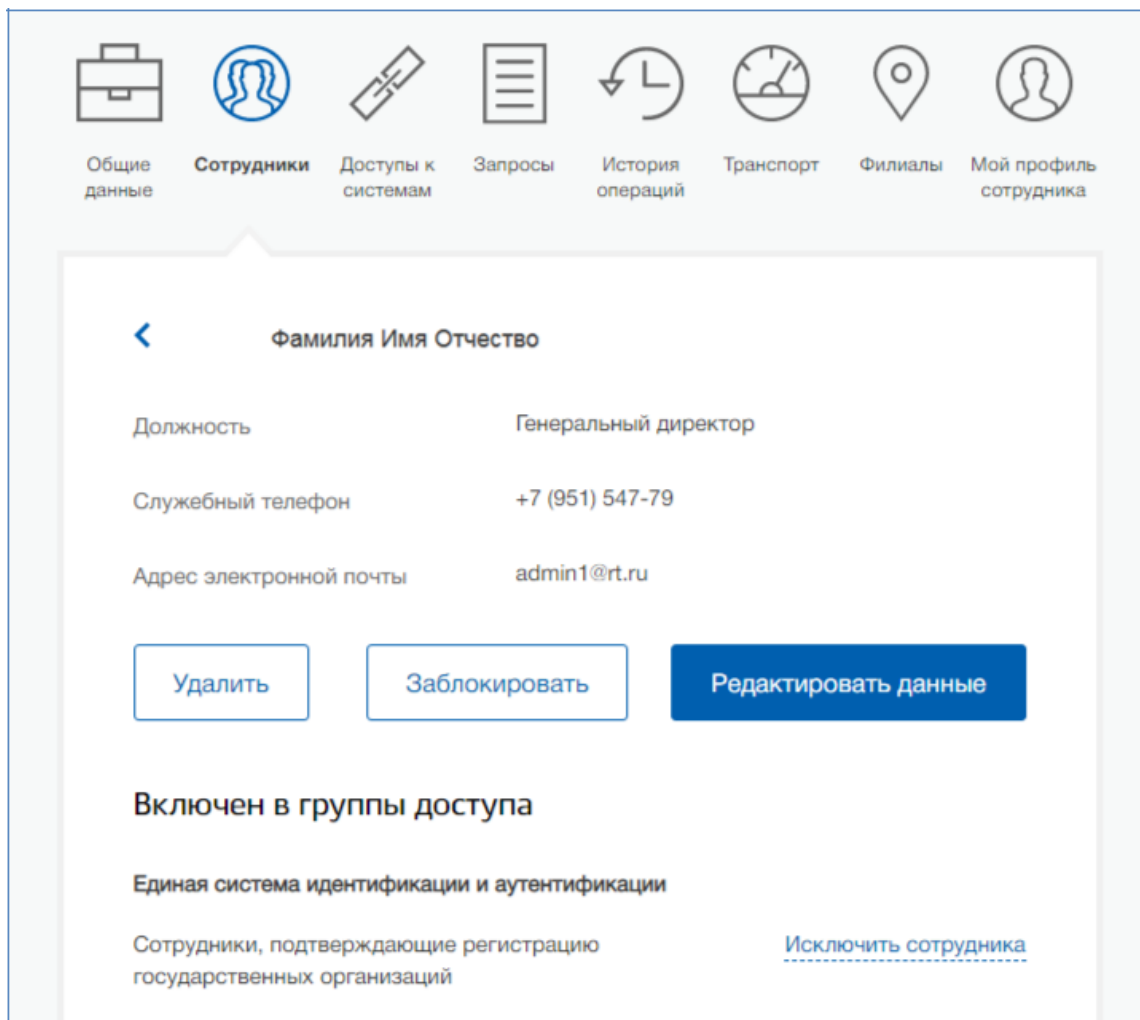 Общие данные
Сотрудники
Доступы к системам
Запросы
История операций
Транспорт
Филиалы
Мой профиль сотрудника
Фамилия Имя Отчество
Должность
Генеральный директор
Служебный телефон
+7 (951) 547-79
Адрес электронной почты
admin1@rt.ru
Удалить
Заблокировать
Редактировать данные
Включен в группы доступа
Единая система идентификации и аутентификации
Сотрудники, подтверждающие регистрацию
государственных организаций
Исключить сотрудника